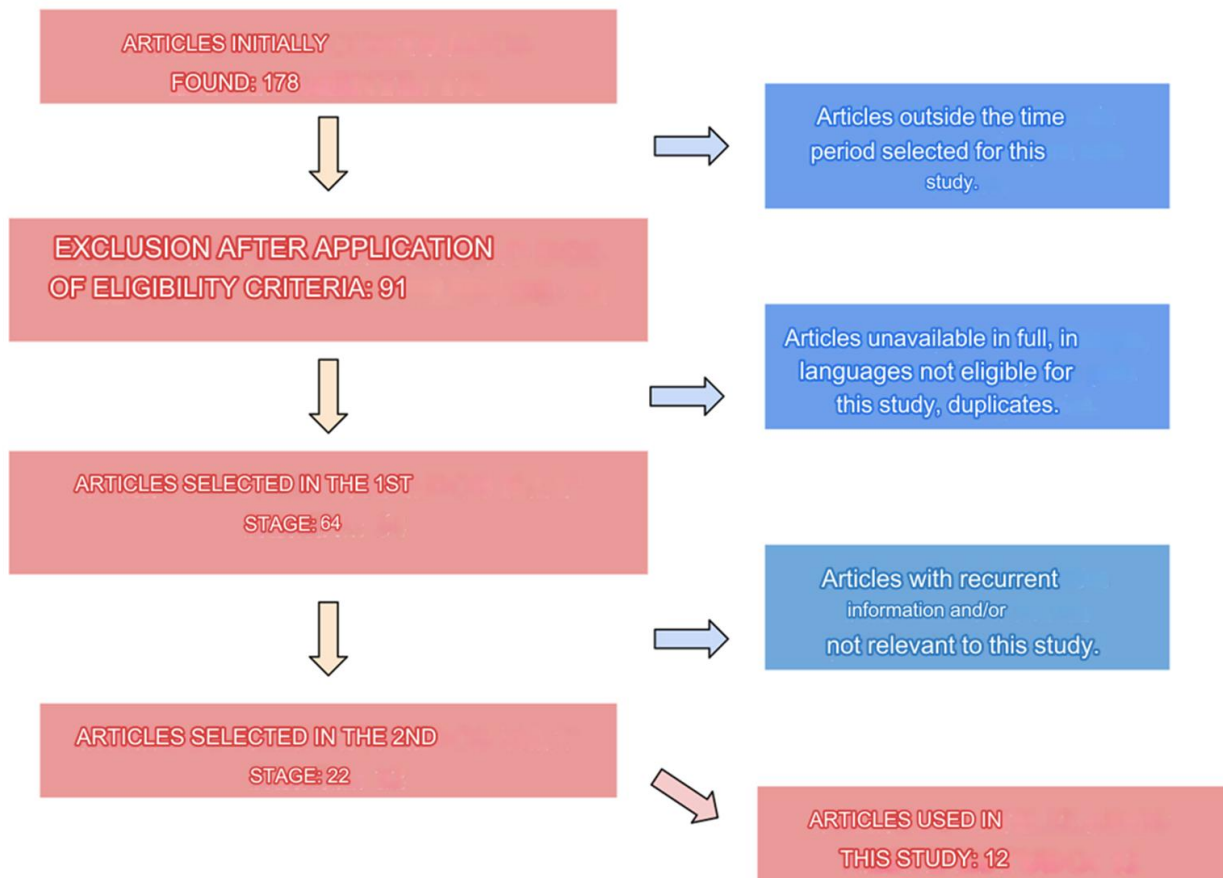 ARTICLES INITIALLY
FOUND: 178
Articles outside the time
period selected for this
study.
EXCLUSION AFTER APPLICATION
OF ELIGIBILITY CRITERIA: 91
Articles unavailable in full, in
languages not eligible for
this study, duplicates.
ARTICLES SELECTED IN THE 1ST
STAGE: 64
Articles with recurrent
information and/or
not relevant to this study.
ARTICLES SELECTED IN THE 2ND
STAGE: 22
ARTICLES USED IN
THIS STUDY: 12